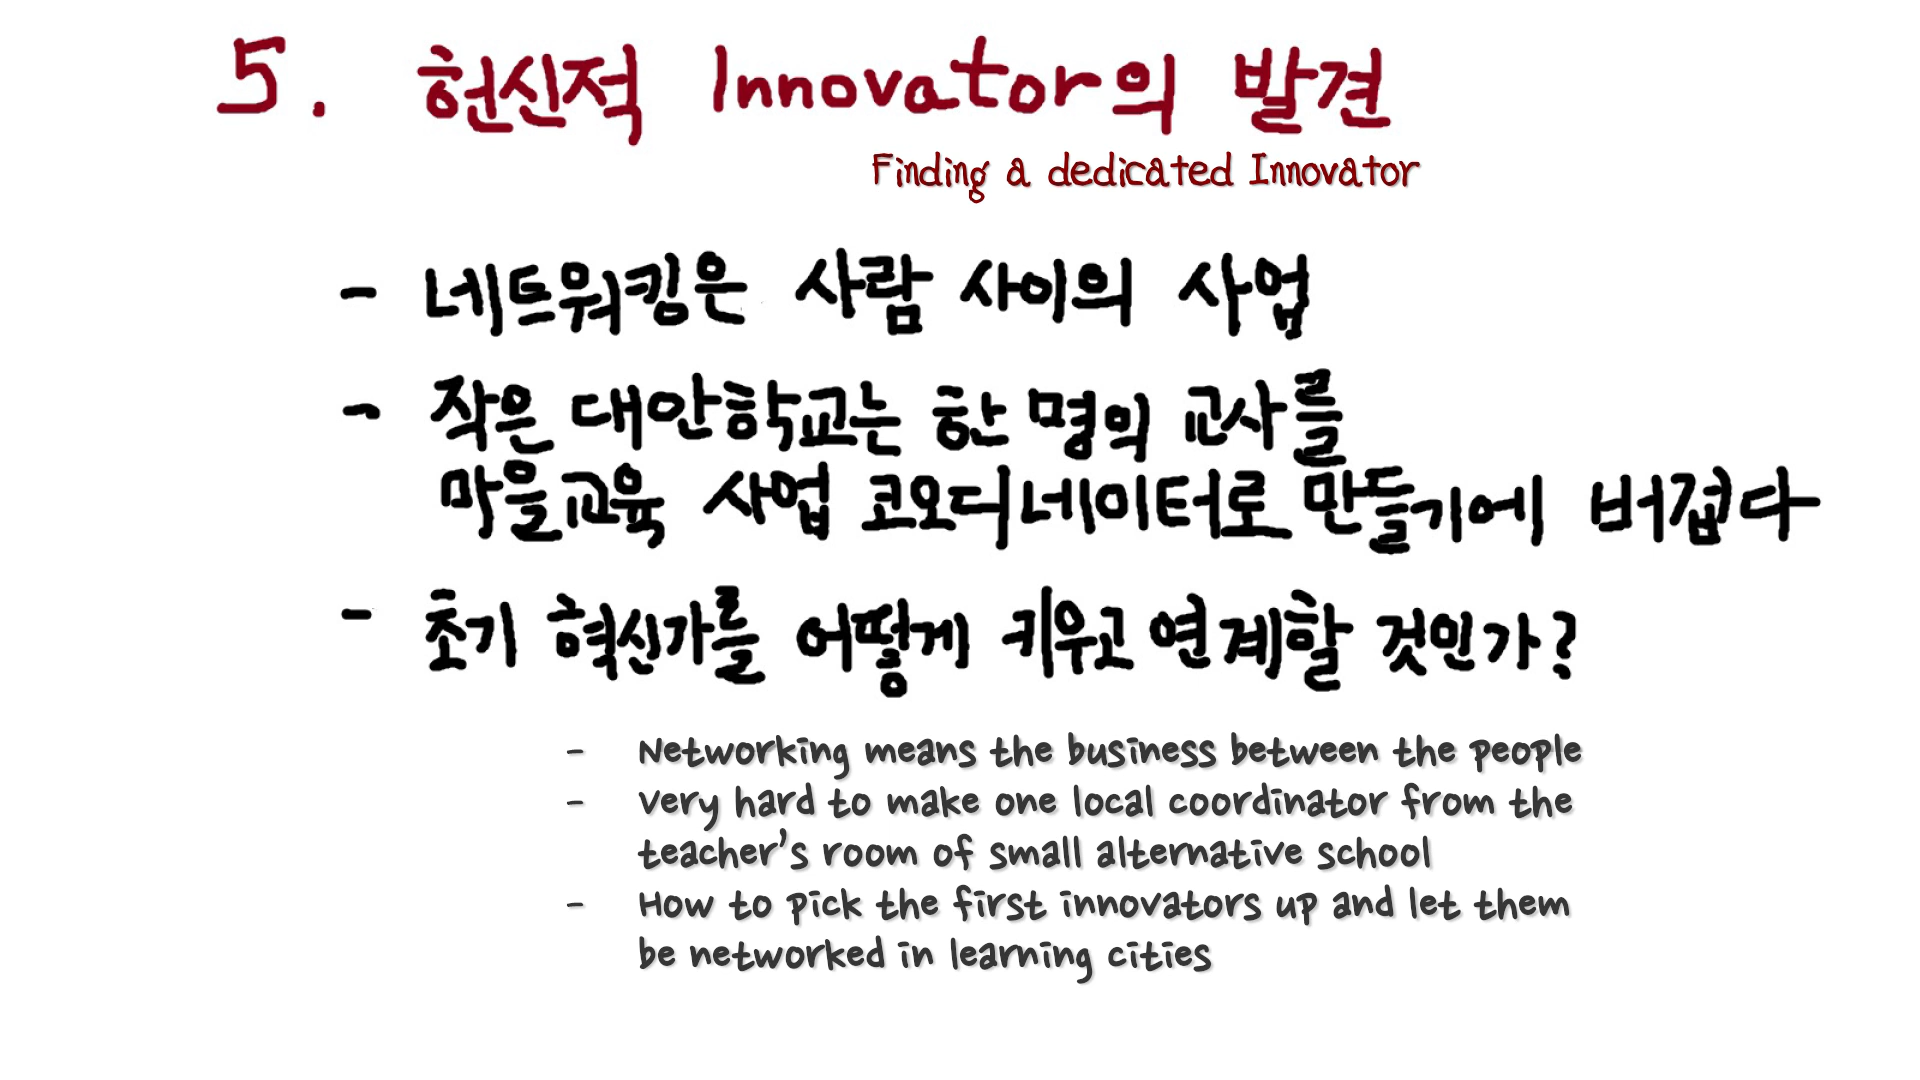 5. 헌신적 Innovator의 발견
Finding a dedicated Innovator
- 네트워킹은 사람 사이의 사업
- 작은 대안학교는 한 명의 교사를
마을교육 사업 코오디네이터로 만들기에 버겁다
- 초기 혁신가를 어떻게 키우고 연계할 것인가?
- Networking means the business between the people
- Very hard to make one local coordinator from the
teacher's room of small alternative school
- How to pick the first innovators up and let them
be networked in learning cities